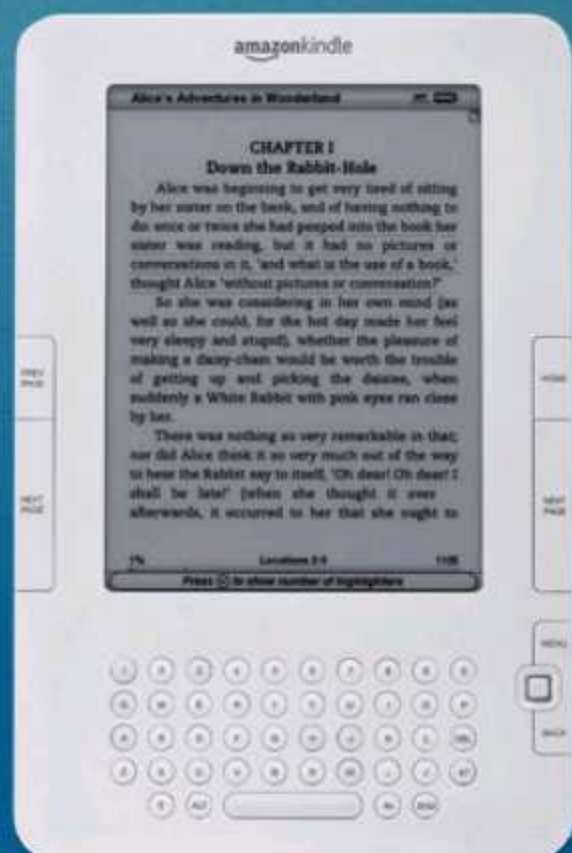 amazonkindle
Alice's Adventures in Wonderland
CHAPTER I
Down the Rabbit-Hole
Alice was beginning to get very tired of sitting
by her sister on the bank, and of having nothing to
do: once or twice she had peeped into the book her
sister was reading, but it had no pictures or
conversations in it, 'and what is the use of a book,'
thought Alice 'without pictures or conversation?'
So she was considering in her own mind (as
well as she could, for the hot day made her feel
very sleepy and stupid), whether the pleasure of
making a daisy-chain would be worth the trouble
of getting up and picking the daisies, when
suddenly a White Rabbit with pink eyes ran close
by her.
There was nothing so very remarkable in that;
nor did Alice think it so very much out of the way
to hear the Rabbit say to itself, 'Oh dear! Oh dear! I
shall be late!' (when she thought it over
afterwards, it occurred to her that she ought to
1% Locations
Press to show number of highlighters
PREV
PAGE
NEXT
PAGE
HOME
NEXT
PAGE
MENU
BACK